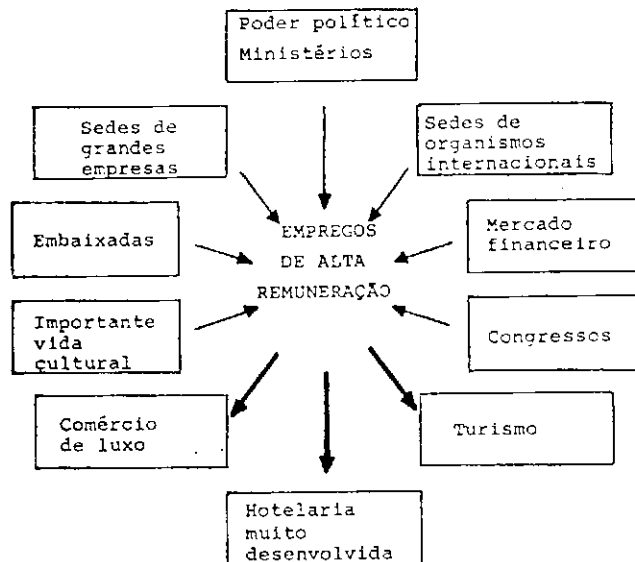 Poder político
Ministérios
Sedes de
grandes
empresas
Sedes de
organismos
internacionais
EMPREGOS
DE ALTA
REMUNERAÇÃO
Embaixadas
Mercado
financeiro
Importante
vida
cultural
Congressos
Comércio
de luxo
Turismo
Hotelaria
muito
desenvolvida